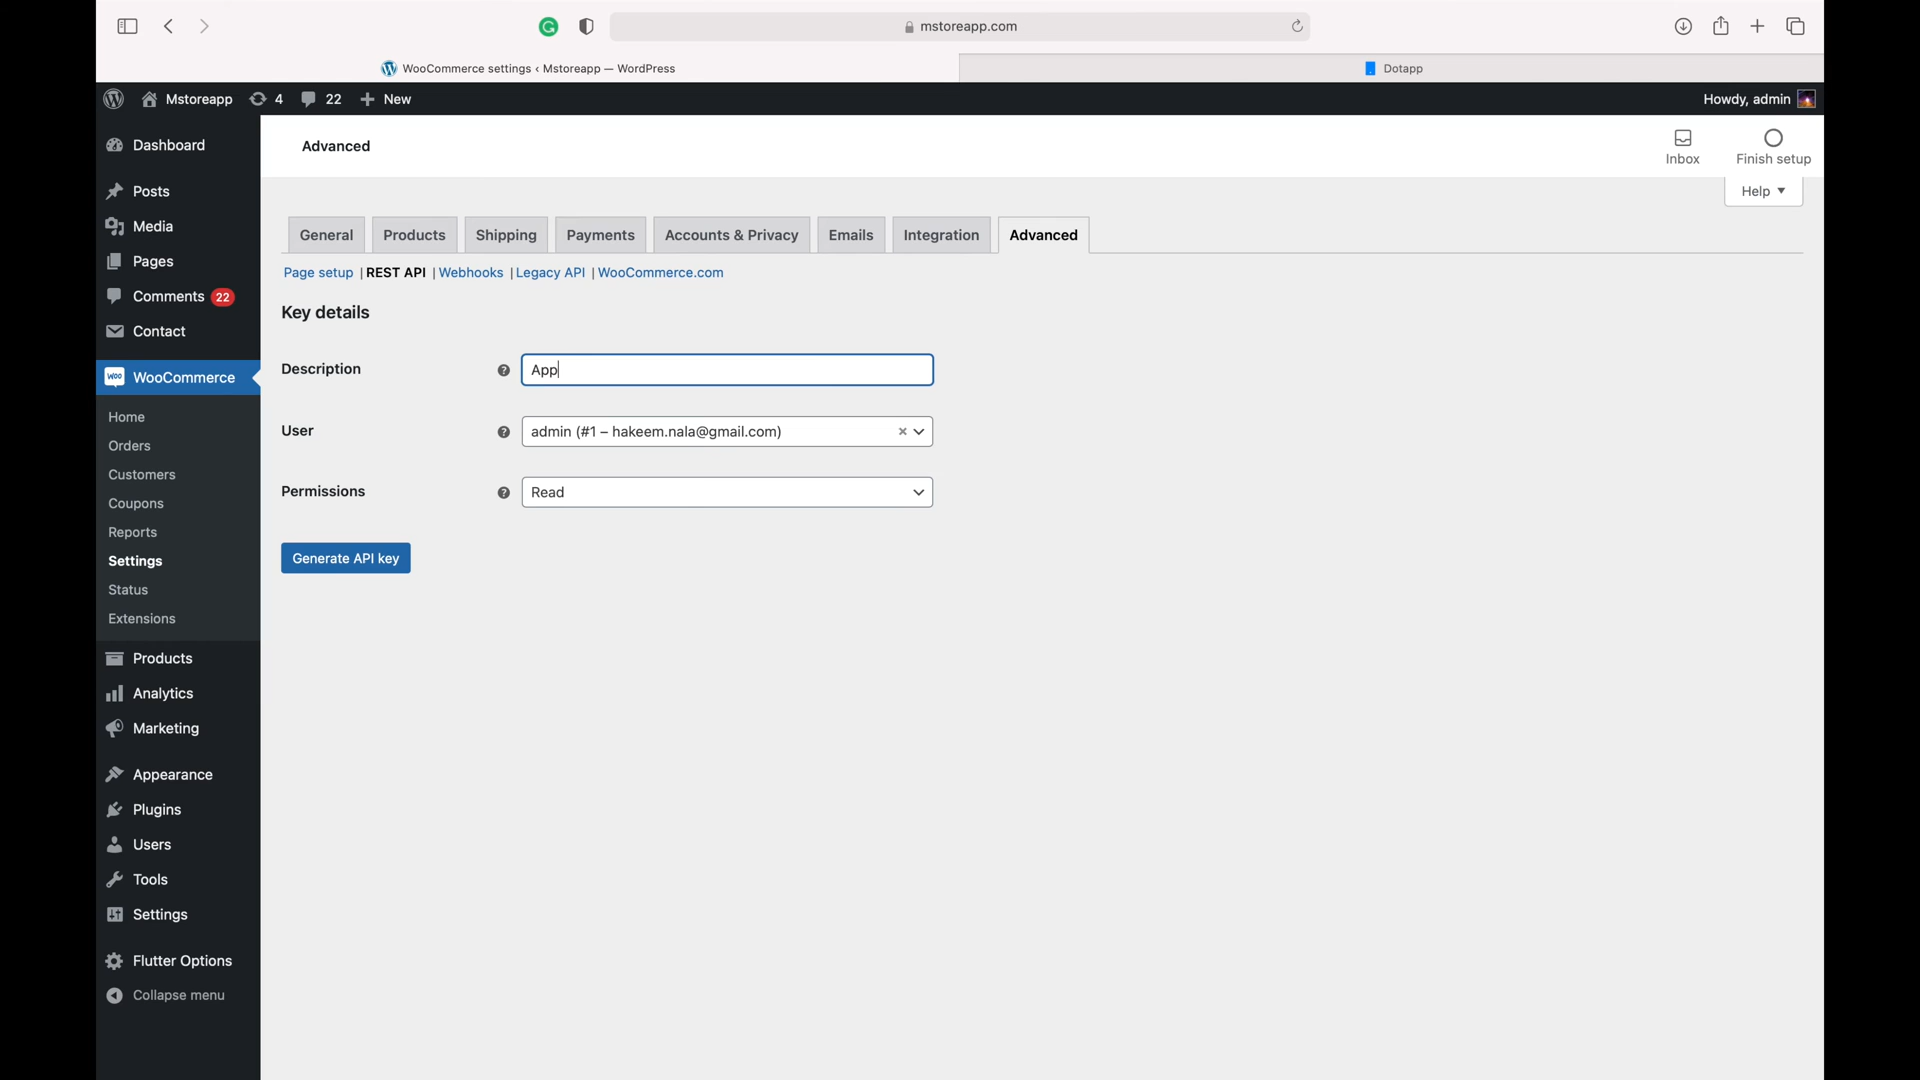 mstoreapp.com
WooCommerce settings ‹ Mstoreapp — WordPress
Dotapp
Mstoreapp 4 22 + New
Howdy, admin
Dashboard
Posts
Media
Pages
Comments 22
Contact
WooCommerce
Home
Orders
Customers
Coupons
Reports
Settings
Status
Extensions
Products
Analytics
Marketing
Appearance
Plugins
Users
Tools
Settings
Flutter Options
Collapse menu
Advanced
Inbox
Finish setup
Help ▼
General Products Shipping Payments Accounts & Privacy Emails Integration Advanced
Page setup | REST API | Webhooks | Legacy API | WooCommerce.com
Key details
Description ? App
User ? admin (#1 – hakeem.nala@gmail.com) ×
Permissions ? Read
Generate API key